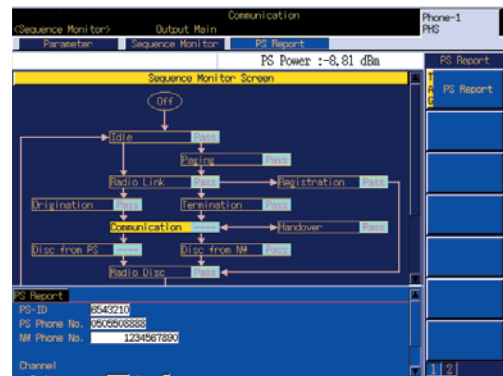 Communication
Phone-1
<Sequence Monitor> Output Main
PHS
Parameter Sequence Monitor PS Report
PS Power :-8.81 dBm
PS Report
Sequence Monitor Screen
TAG
PS Report
Off
Idle Pass
Paging Pass
Radio Link Pass Registration Pass
Origination Pass Termination Pass
Communication ---- Handover Pass
Disc from PS ---- Disc from NW Pass
Radio Disc Pass
PS Report
PS-ID 6543210
PS Phone No. 0505508888
NW Phone No. 1234567890
Channel
1 2